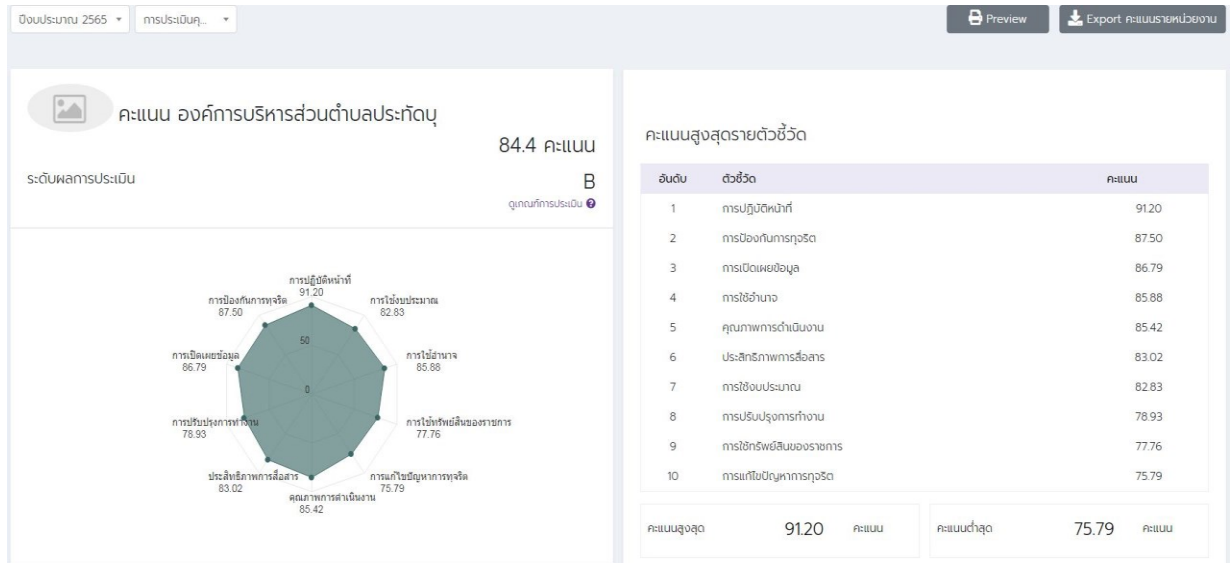 ปีงบประมาณ 2565 การประเมินคุ...
Preview
Export คะแนนรายหน่วยงาน
คะแนน องค์การบริหารส่วนตำบลประทัดบุ
84.4 คะแนน
ระดับผลการประเมิน
B
ดูเกณฑ์การประเมิน
การปฏิบัติหน้าที่
91.20
การป้องกันการทุจริต
87.50
การใช้งบประมาณ
82.83
50
การเปิดเผยข้อมูล
86.79
การใช้อำนาจ
85.88
0
การปรับปรุงการทำงาน
78.93
การใช้ทรัพย์สินของราชการ
77.76
ประสิทธิภาพการสื่อสาร
83.02
การแก้ไขปัญหาการทุจริต
75.79
คุณภาพการดำเนินงาน
85.42
คะแนนสูงสุดรายตัวชี้วัด
อันดับ ตัวชี้วัด คะแนน
1 การปฏิบัติหน้าที่ 91.20
2 การป้องกันการทุจริต 87.50
3 การเปิดเผยข้อมูล 86.79
4 การใช้อำนาจ 85.88
5 คุณภาพการดำเนินงาน 85.42
6 ประสิทธิภาพการสื่อสาร 83.02
7 การใช้งบประมาณ 82.83
8 การปรับปรุงการทำงาน 78.93
9 การใช้ทรัพย์สินของราชการ 77.76
10 การแก้ไขปัญหาการทุจริต 75.79
คะแนนสูงสุด 91.20 คะแนน
คะแนนต่ำสุด 75.79 คะแนน